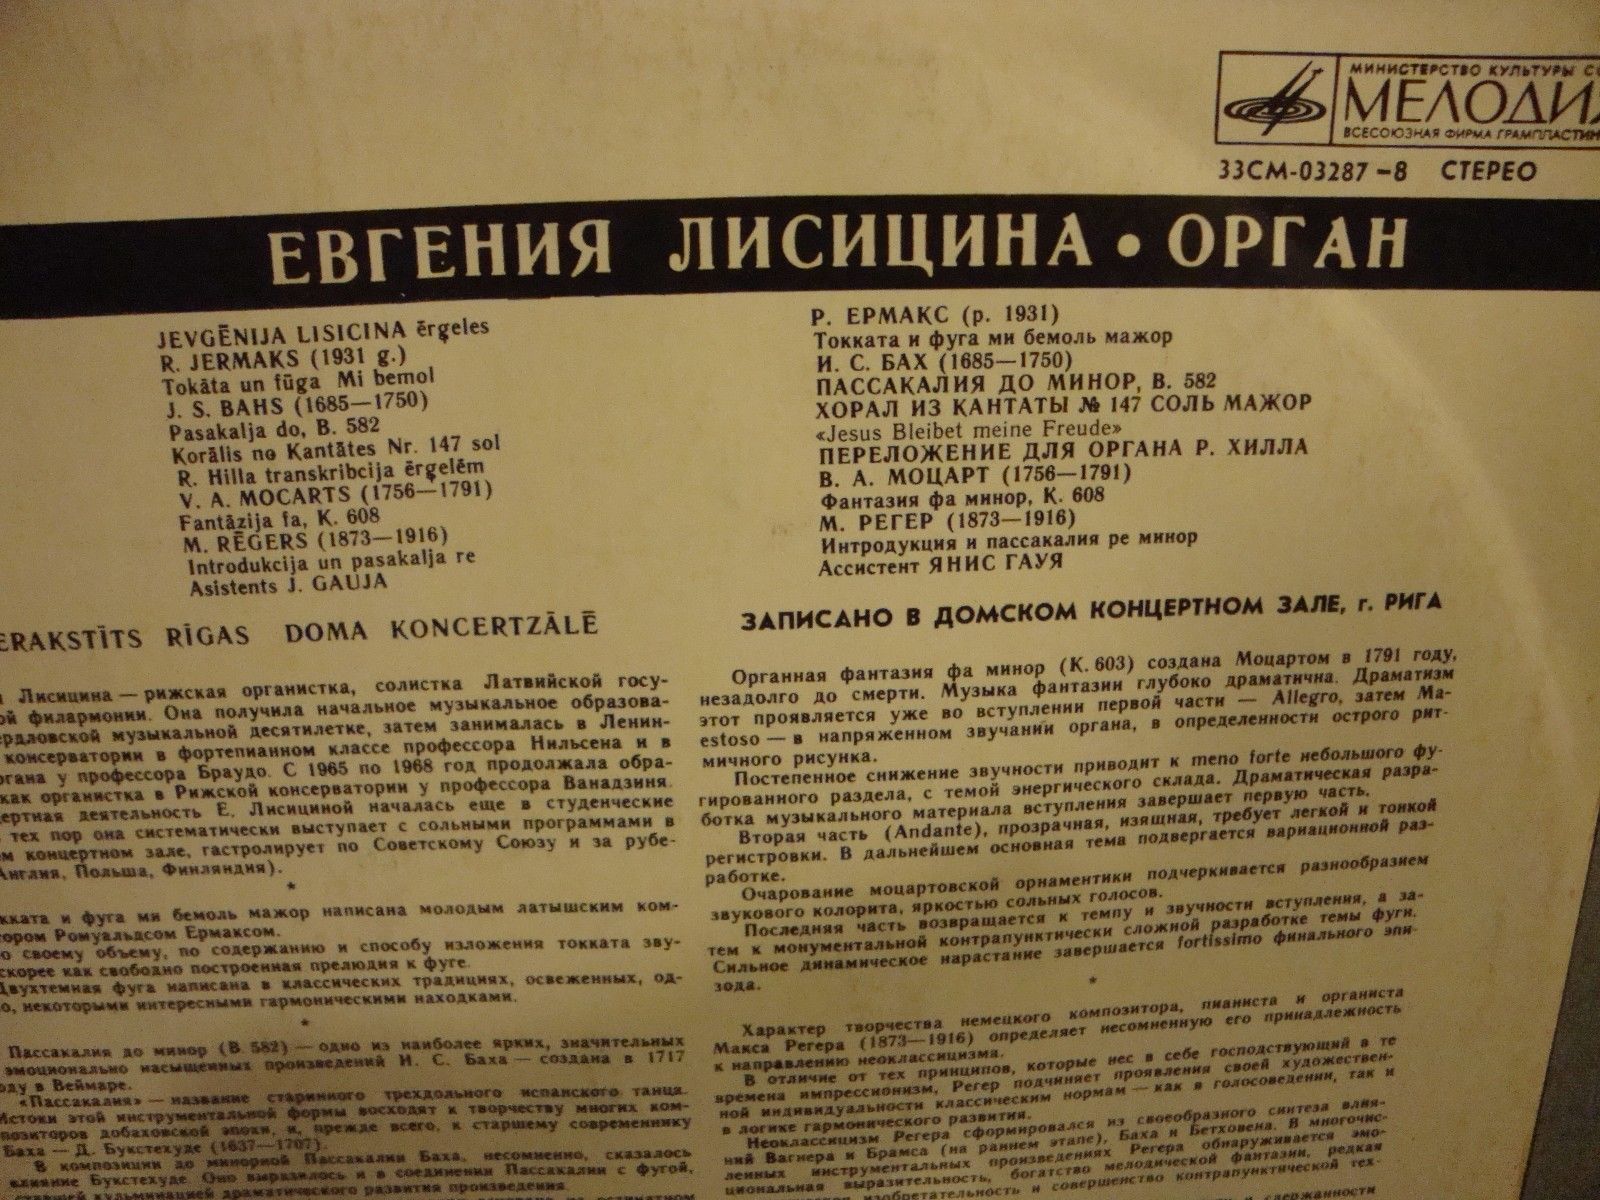 МИНИСТЕРСТВО КУЛЬТУРЫ
МЕЛОДИЯ
ВСЕСОЮЗНАЯ ФИРМА
33СМ-03287-8 СТЕРЕО
ЕВГЕНИЯ ЛИСИЦИНА • ОРГАН
JEVGĒNIJA LISICINA ērģeles
R. JERMAKS (1931 g.)
Tokāta un fūga Mi bemol
J. S. BAHS (1685—1750)
Pasakalja do, B. 582
Korālis no Kantātes Nr. 147 sol
R. Hilla transkribcija ērģelēm
V. A. MOCARTS (1756—1791)
Fantāzija fa, K. 608
M. RĒGERS (1873—1916)
Introdukcija un pasakalja re
Asistents J. GAUJA
ERAKSTĪTS RĪGAS DOMA KONCERTZĀLĒ
Лисицина — рижская органистка, солистка Латвийской госу-
ой филармонии. Она получила начальное музыкальное образова-
ердловской музыкальной десятилетке, затем занималась в Ленин-
консерватории в фортепианном классе профессора Нильсена и в
ргана у профессора Браудо. С 1965 по 1968 год продолжала обра-
как органистка в Рижской консерватории у профессора Ванадзиня.
ертная деятельность Е. Лисициной началась еще в студенческие
тех пор она систематически выступает с сольными программами в
м концертном зале, гастролирует по Советскому Союзу и за рубе-
Англия, Польша, Финляндия).
*
кката и фуга ми бемоль мажор написана молодым латышским ком-
тором Ромуальдсом Ермаксом.
о своему объему, по содержанию и способу изложения токката зву-
скорее как свободно построенная прелюдия к фуге.
Двухтемная фуга написана в классических традициях, освеженных, од-
о, некоторыми интересными гармоническими находками.
*
Пассакалия до минор (В. 582) — одно из наиболее ярких, значительных
эмоционально насыщенных произведений И. С. Баха — создана в 1717
оду в Веймаре.
«Пассакалия» — название старинного трехдольного испанского танца.
Истоки этой инструментальной формы восходят к творчеству многих ком-
позиторов добаховской эпохи, и, прежде всего, к старшему современнику
Баха — Д. Букстехуде (1637—1707).
В композиции до минорной Пассакалии Баха, несомненно, сказалось
влияние Букстехуде. Оно выразилось и в соединении Пассакалии с фугой,
ставшей кульминацией драматического развития произведения.
Р. ЕРМАКС (р. 1931)
Токката и фуга ми бемоль мажор
И. С. БАХ (1685—1750)
ПАССАКАЛИЯ ДО МИНОР, В. 582
ХОРАЛ ИЗ КАНТАТЫ № 147 СОЛЬ МАЖОР
«Jesus Bleibet meine Freude»
ПЕРЕЛОЖЕНИЕ ДЛЯ ОРГАНА Р. ХИЛЛА
В. А. МОЦАРТ (1756—1791)
Фантазия фа минор, К. 608
М. РЕГЕР (1873—1916)
Интродукция и пассакалия ре минор
Ассистент ЯНИС ГАУЯ
ЗАПИСАНО В ДОМСКОМ КОНЦЕРТНОМ ЗАЛЕ, г. РИГА
Органная фантазия фа минор (К. 603) создана Моцартом в 1791 году,
незадолго до смерти. Музыка фантазии глубоко драматична. Драматизм
этот проявляется уже во вступлении первой части — Allegro, затем Ma-
estoso — в напряженном звучании органа, в определенности острого рит-
мичного рисунка.
Постепенное снижение звучности приводит к meno forte небольшого фу-
гированного раздела, с темой энергического склада. Драматическая разра-
ботка музыкального материала вступления завершает первую часть.
Вторая часть (Andante), прозрачная, изящная, требует легкой и тонкой
регистровки. В дальнейшем основная тема подвергается вариационной раз-
работке.
Очарование моцартовской орнаментики подчеркивается разнообразием
звукового колорита, яркостью сольных голосов.
Последняя часть возвращается к темпу и звучности вступления, а за-
тем к монументальной контрапунктически сложной разработке темы фуги.
Сильное динамическое нарастание завершается fortissimo финального эпи-
зода.
*
Характер творчества немецкого композитора, пианиста и органиста
Макса Регера (1873—1916) определяет несомненную его принадлежность
к направлению неоклассицизма.
В отличие от тех принципов, которые нес в себе господствующий в те
времена импрессионизм, Регер подчиняет проявления своей художествен-
ной индивидуальности классическим нормам — как в голосоведении, так и
в логике гармонического развития.
Неоклассицизм Регера сформировался из своеобразного синтеза влия-
ний Вагнера и Брамса (на раннем этапе), Баха и Бетховена. В многочис-
ленных инструментальных произведениях Регера обнаруживается эмо-
циональная выразительность, богатство мелодической фантазии, редкая
изобретательность и совершенство контрапунктической тех-